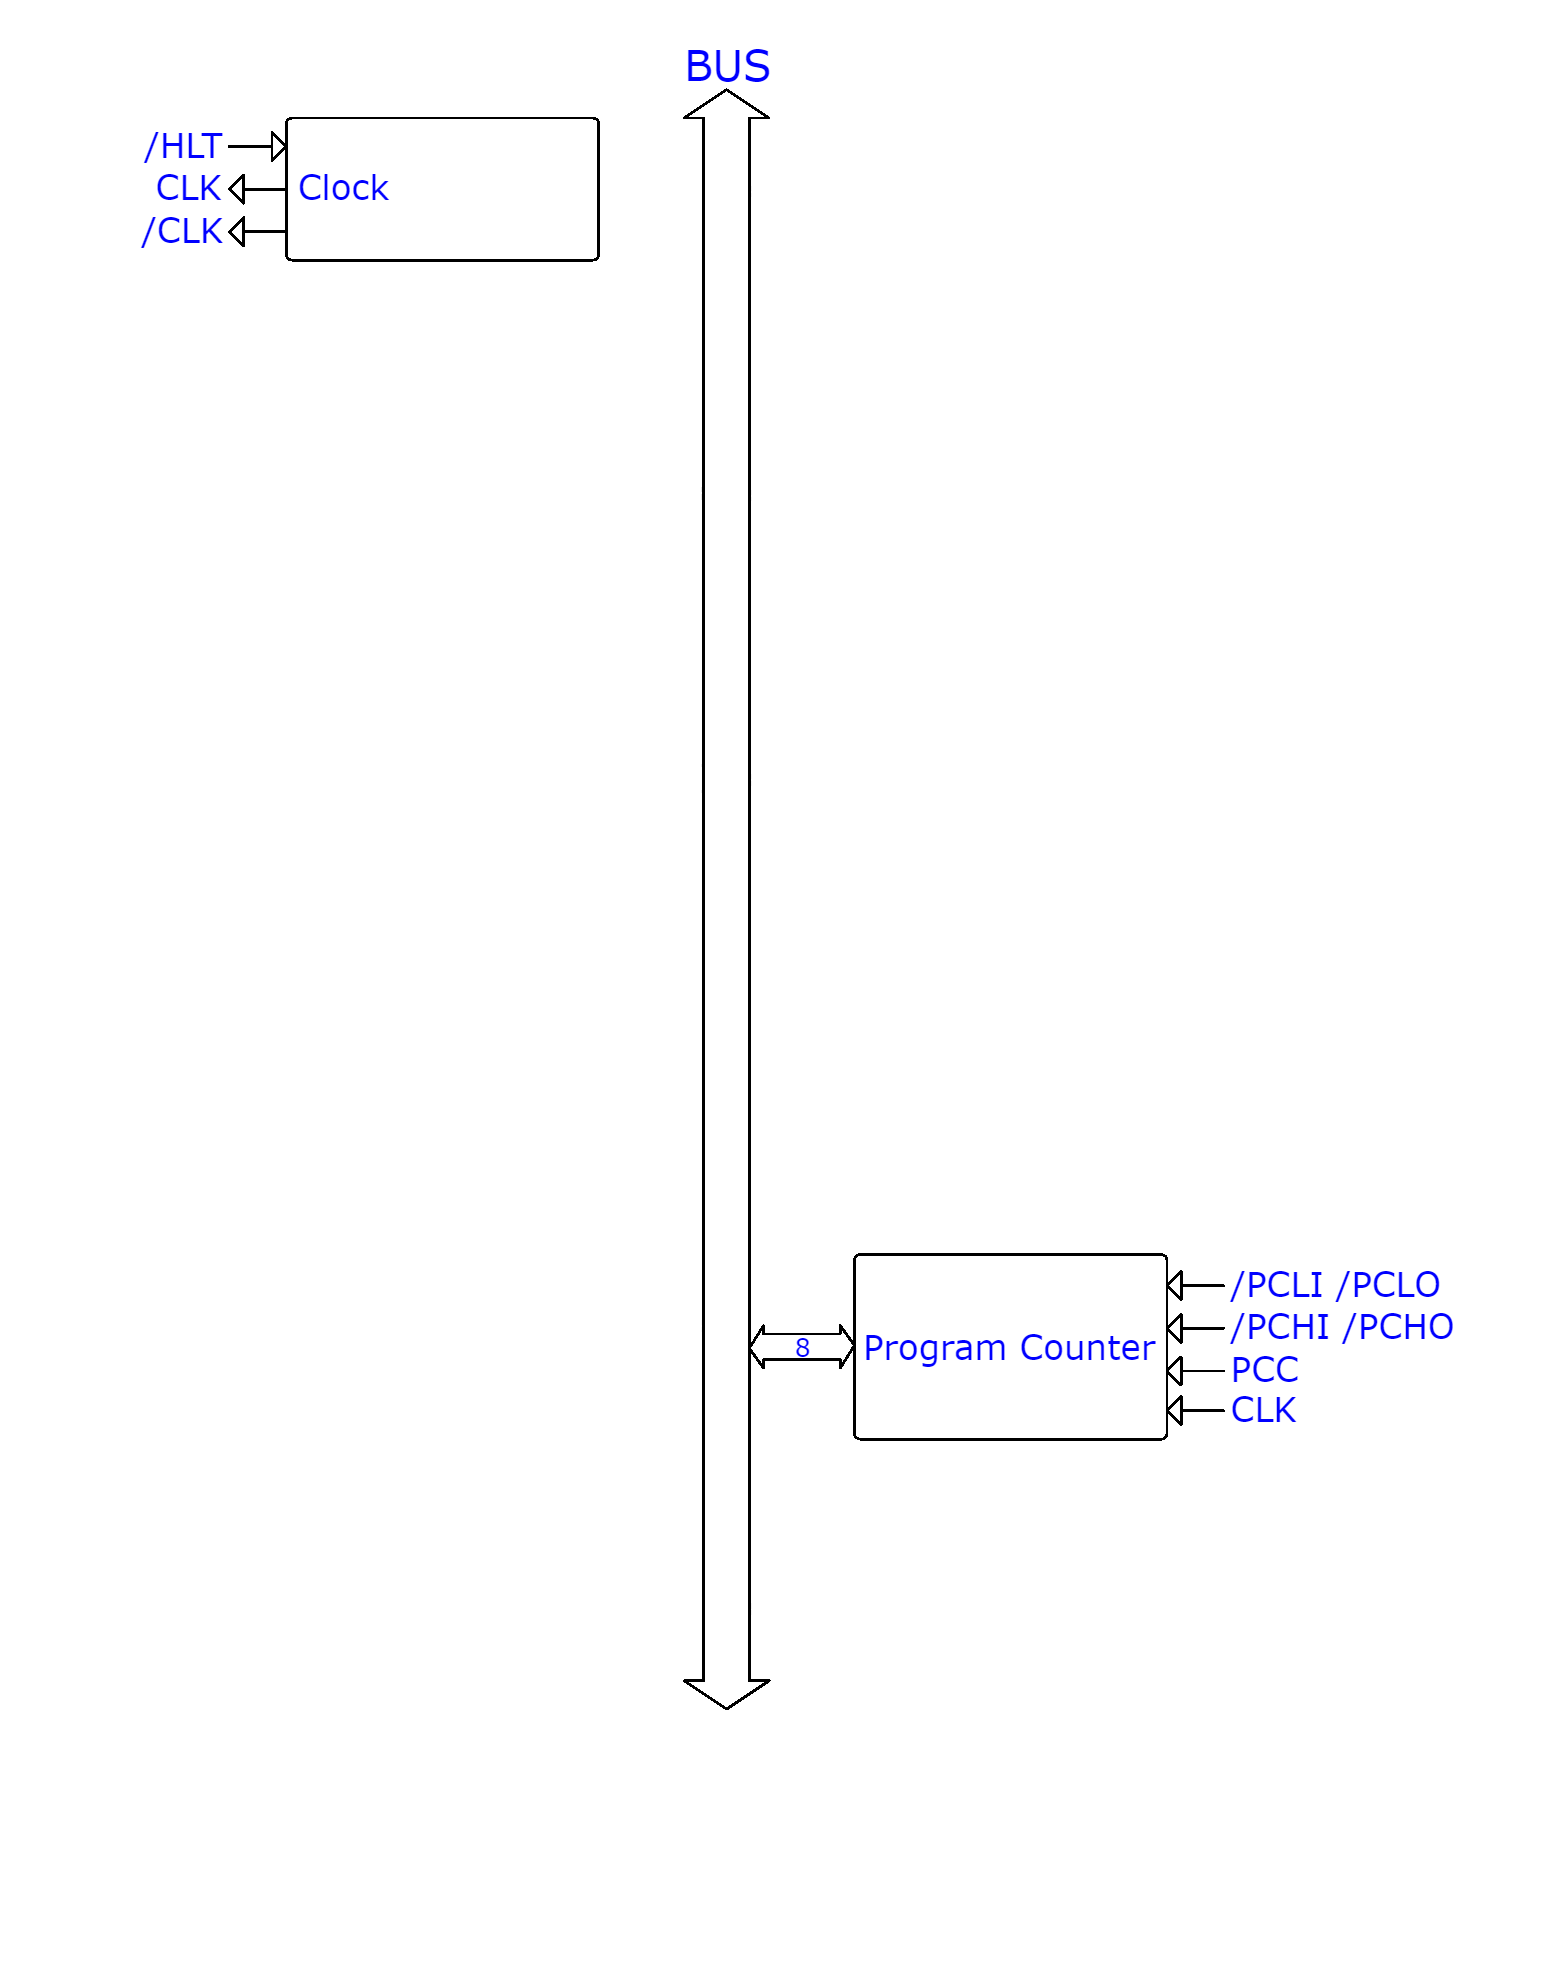 BUS
/HLT
CLK
/CLK
Clock
8
Program Counter
/PCLI /PCLO
/PCHI /PCHO
PCC
CLK